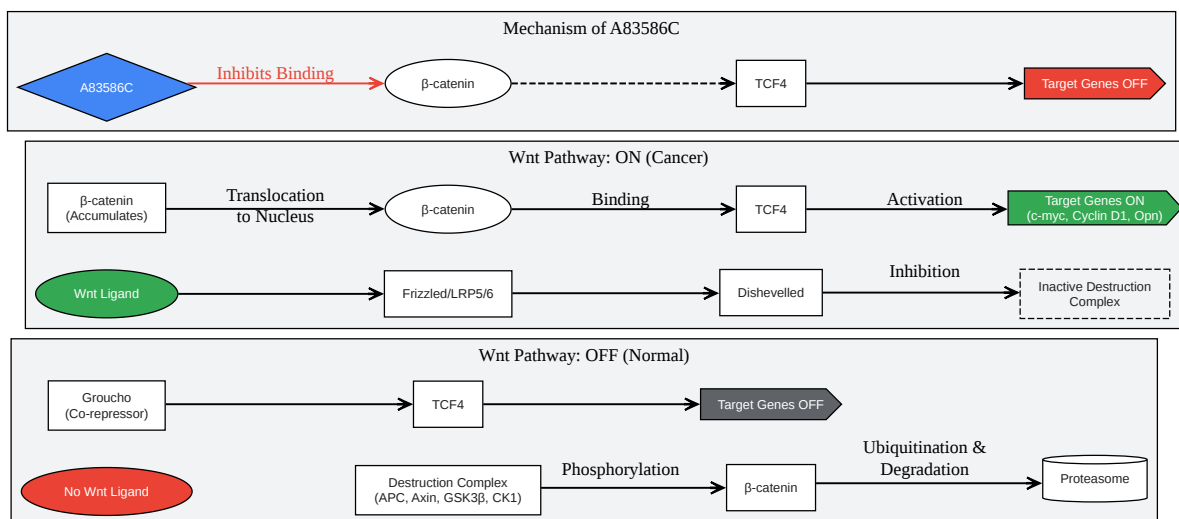 Mechanism of A83586C
A83586C
Inhibits Binding
β-catenin
TCF4
Target Genes OFF
Wnt Pathway: ON (Cancer)
β-catenin
(Accumulates)
Translocation
to Nucleus
β-catenin
Binding
TCF4
Activation
Target Genes ON
(c-myc, Cyclin D1, Opn)
Wnt Ligand
Frizzled/LRP5/6
Dishevelled
Inhibition
Inactive Destruction
Complex
Wnt Pathway: OFF (Normal)
Groucho
(Co-repressor)
TCF4
Target Genes OFF
No Wnt Ligand
Destruction Complex
(APC, Axin, GSK3β, CK1)
Phosphorylation
β-catenin
Ubiquitination &
Degradation
Proteasome